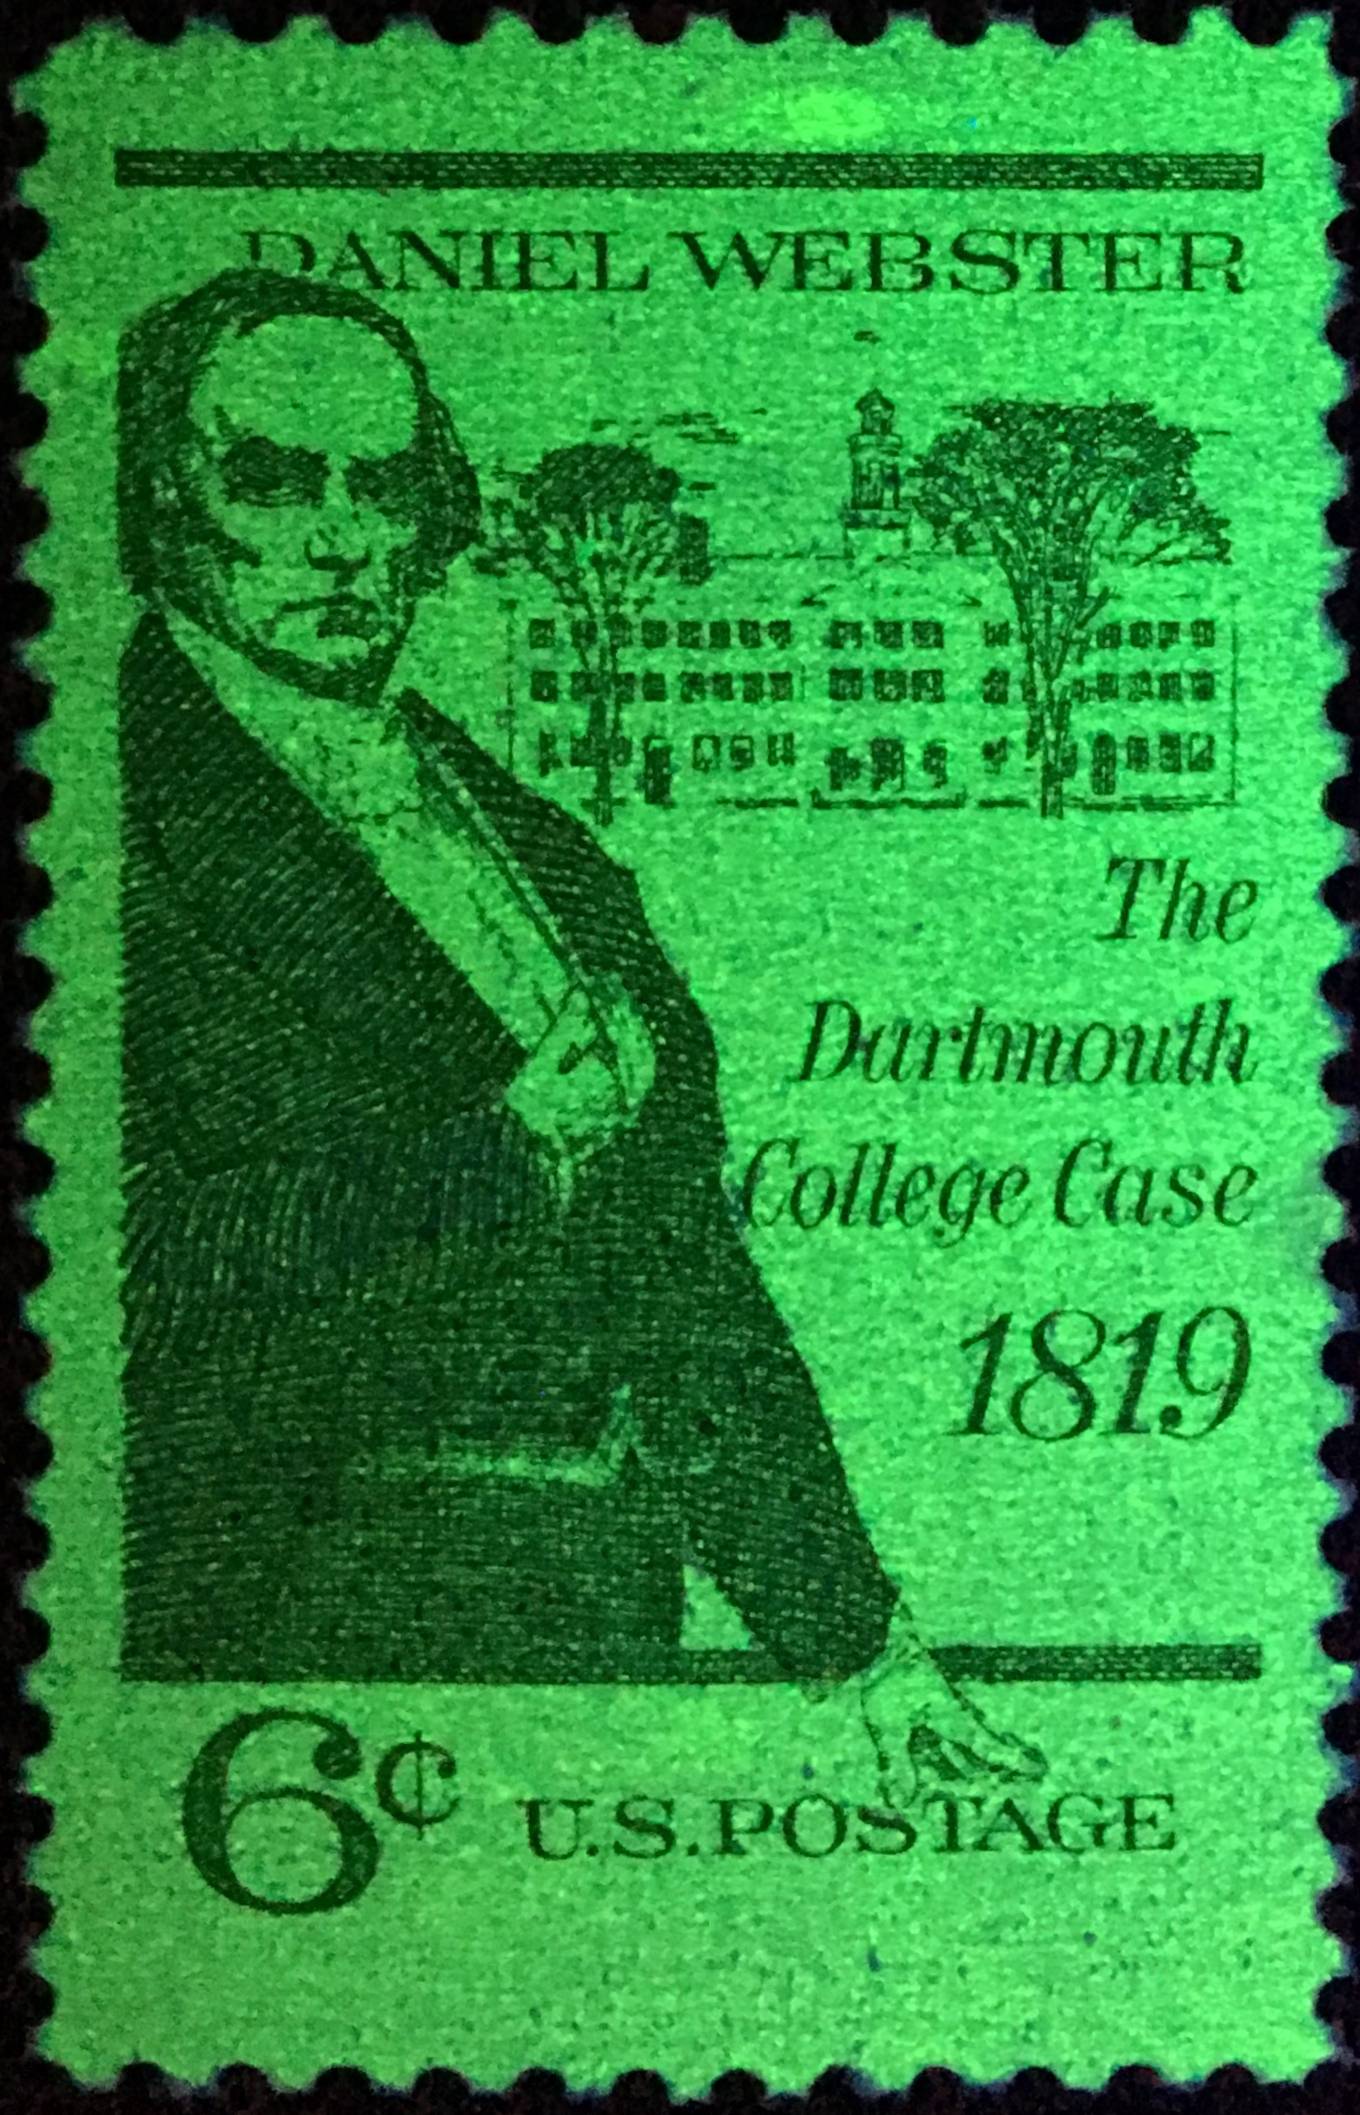 DANIEL WEBSTER
The
Dartmouth
College Case
1819
6¢ U.S.POSTAGE